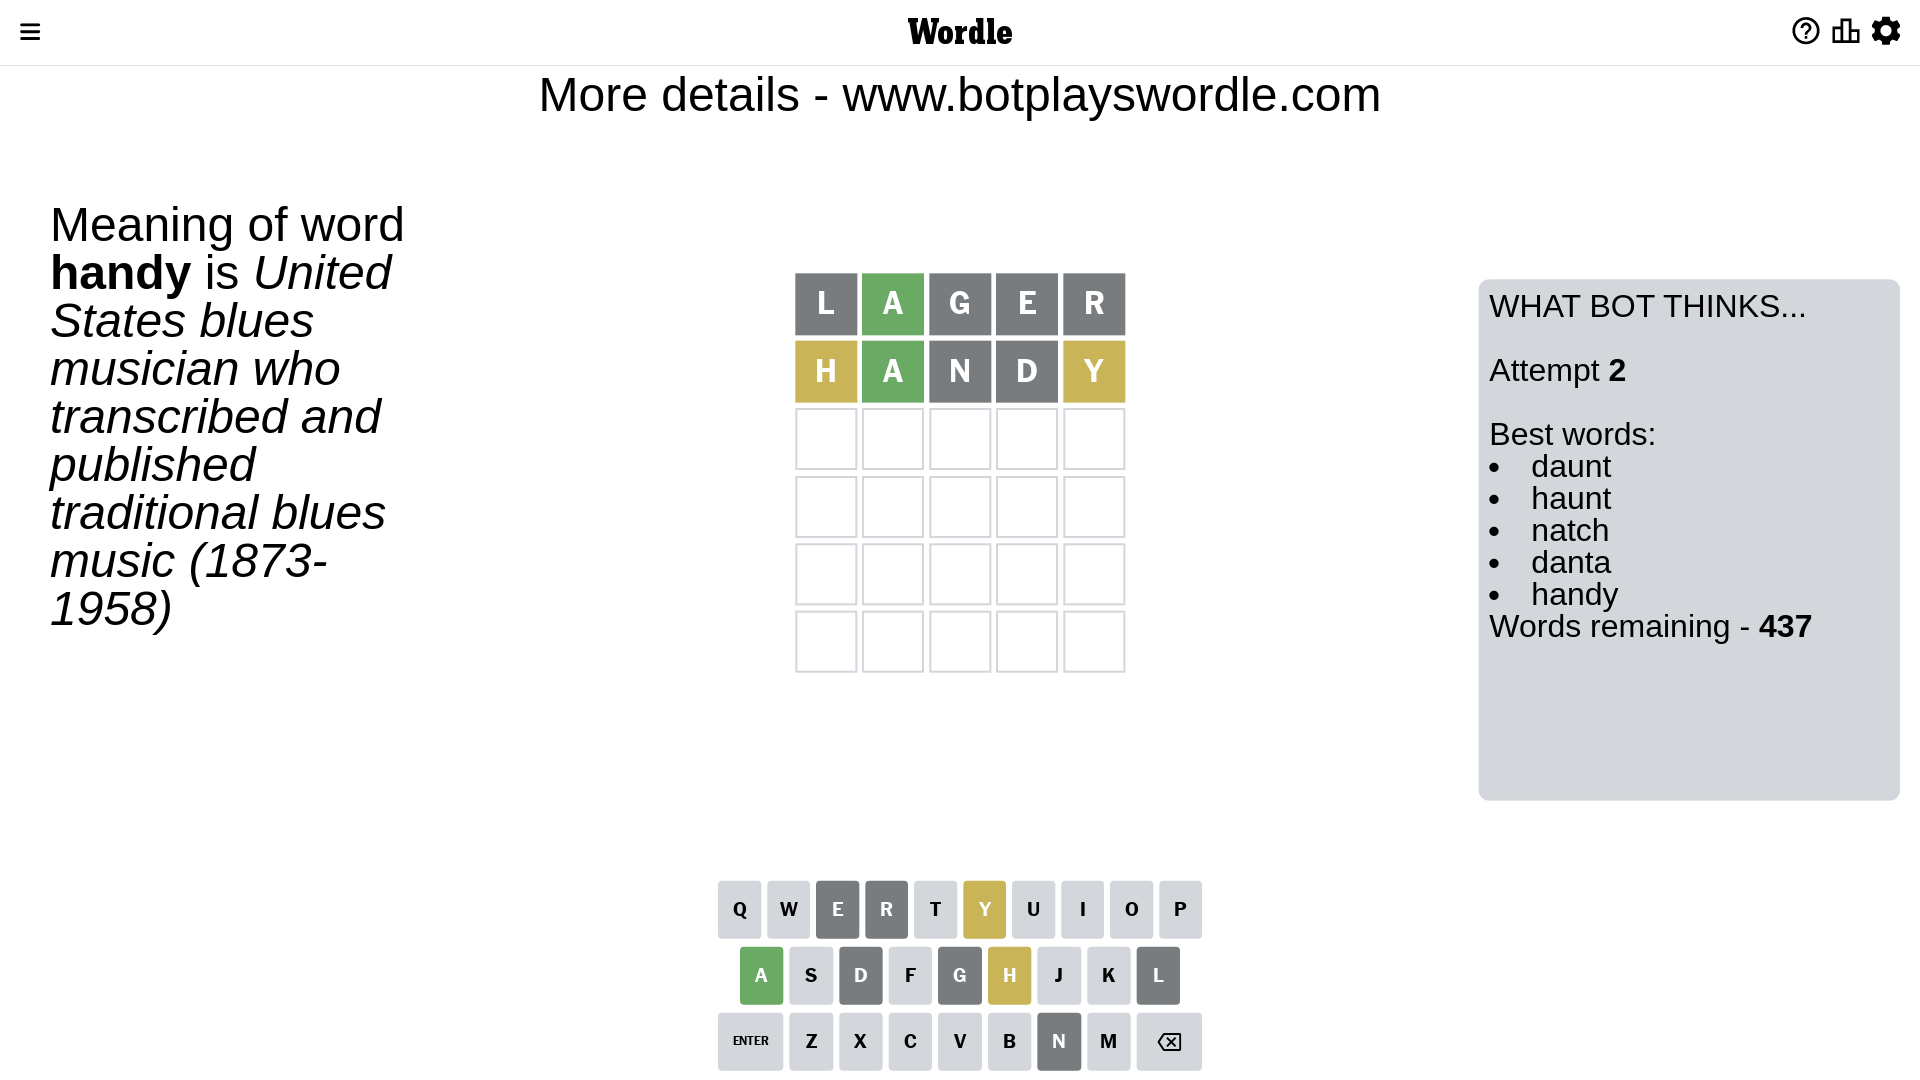 Wordle
More details - www.botplayswordle.com
Meaning of word
handy is United
States blues
musician who
transcribed and
published
traditional blues
music (1873-
1958)
L A G E R
H A N D Y
WHAT BOT THINKS...
Attempt 2
Best words:
• daunt
• haunt
• natch
• danta
• handy
Words remaining - 437
Q W E R T Y U I O P
A S D F G H J K L
ENTER Z X C V B N M